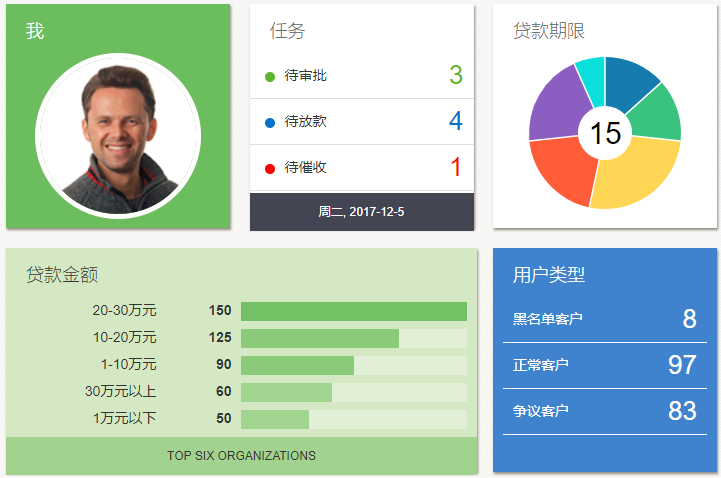 我
任务
待审批 3
待放款 4
待催收 1
周二, 2017-12-5
贷款期限
15
贷款金额
20-30万元 150
10-20万元 125
1-10万元 90
30万元以上 60
1万元以下 50
TOP SIX ORGANIZATIONS
用户类型
黑名单客户 8
正常客户 97
争议客户 83